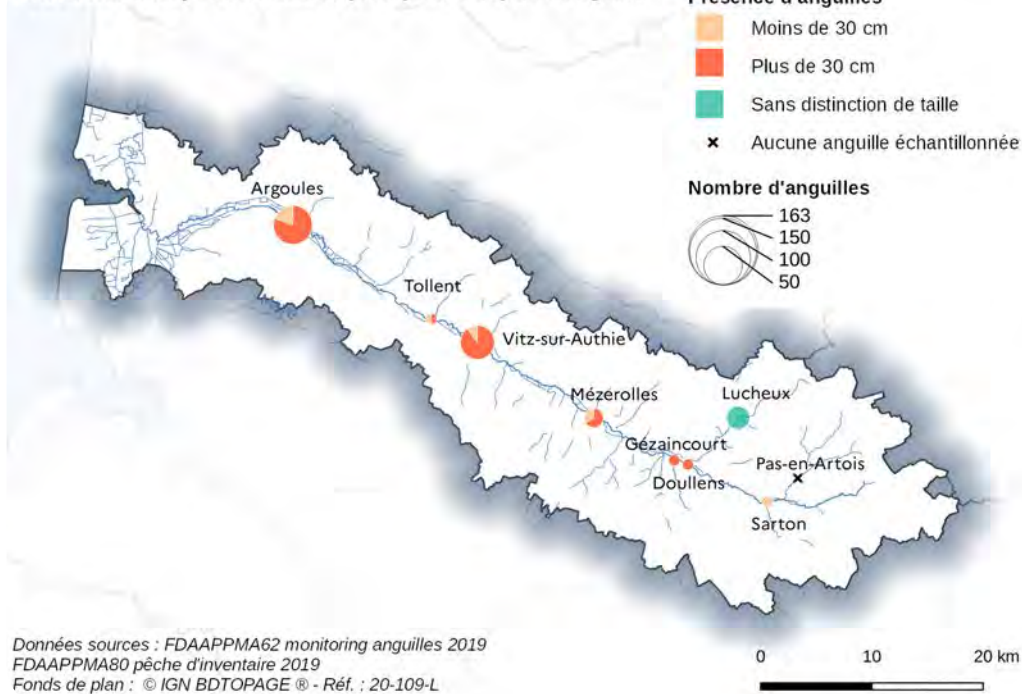 Présence d'anguilles
Moins de 30 cm
Plus de 30 cm
Sans distinction de taille
Aucune anguille échantillonnée
Nombre d'anguilles
163
150
100
50
Argoules
Tollent
Vitz-sur-Authie
Mézerolles
Lucheux
Gézaincourt
Pas-en-Artois
Doullens
Sarton
Données sources : FDAAPPMA62 monitoring anguilles 2019
FDAAPPMA80 pêche d'inventaire 2019
Fonds de plan : © IGN BDTOPAGE ® - Réf. : 20-109-L
0 10 20 km